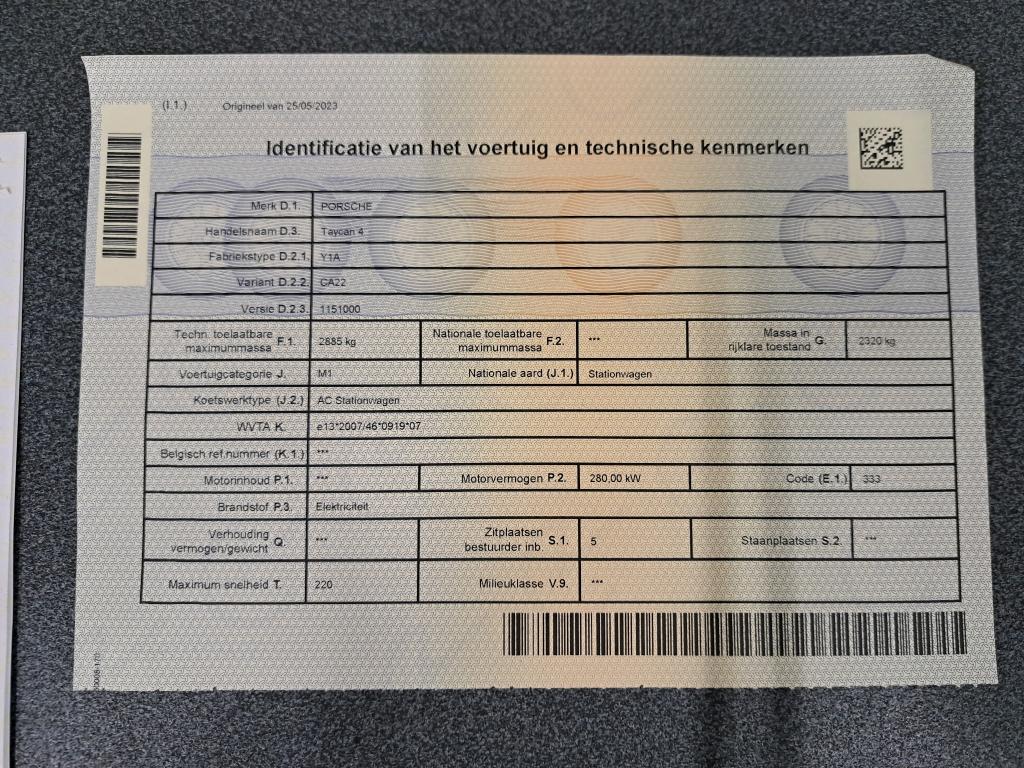 (I.1.) Origineel van 25/05/2023
Identificatie van het voertuig en technische kenmerken
Merk D.1. PORSCHE
Handelsnaam D.3. Taycan 4
Fabriekstype D.2.1. Y1A
Variant D.2.2. CA22
Versie D.2.3. 1151000
Techn. toelaatbare maximummassa F.1. 2885 kg Nationale toelaatbare maximummassa F.2. *** Massa in rijklare toestand G. 2320 kg
Voertuigcategorie J. M1 Nationale aard (J.1.) Stationwagen
Koetswerktype (J.2.) AC Stationwagen
WVTA K. e13*2007/46*0919*07
Belgisch ref.nummer (K.1.) ***
Motorinhoud P.1. *** Motorvermogen P.2. 280,00 kW Code (E.1.) 333
Brandstof P.3. Elektriciteit
Verhouding vermogen/gewicht Q. *** Zitplaatsen bestuurder inb. S.1. 5 Staanplaatsen S.2. ***
Maximum snelheid T. 220 Milieuklasse V.9. ***